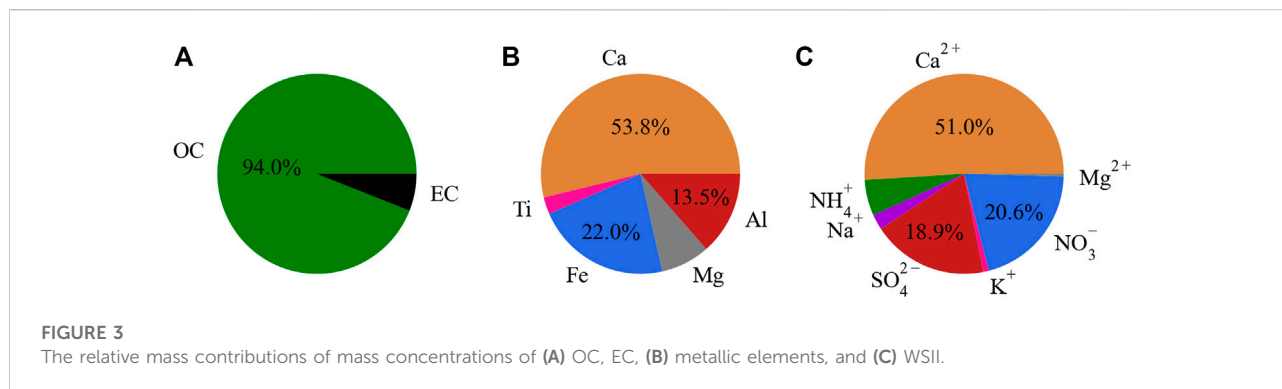 A
OC
94.0%
EC
B
Ca
53.8%
Ti
13.5%
Al
22.0%
Fe
Mg
C
Ca²⁺
51.0%
Mg²⁺
NH₄⁺
20.6%
Na⁺
18.9%
NO₃⁻
SO₄²⁻
K⁺
FIGURE 3
The relative mass contributions of mass concentrations of (A) OC, EC, (B) metallic elements, and (C) WSII.